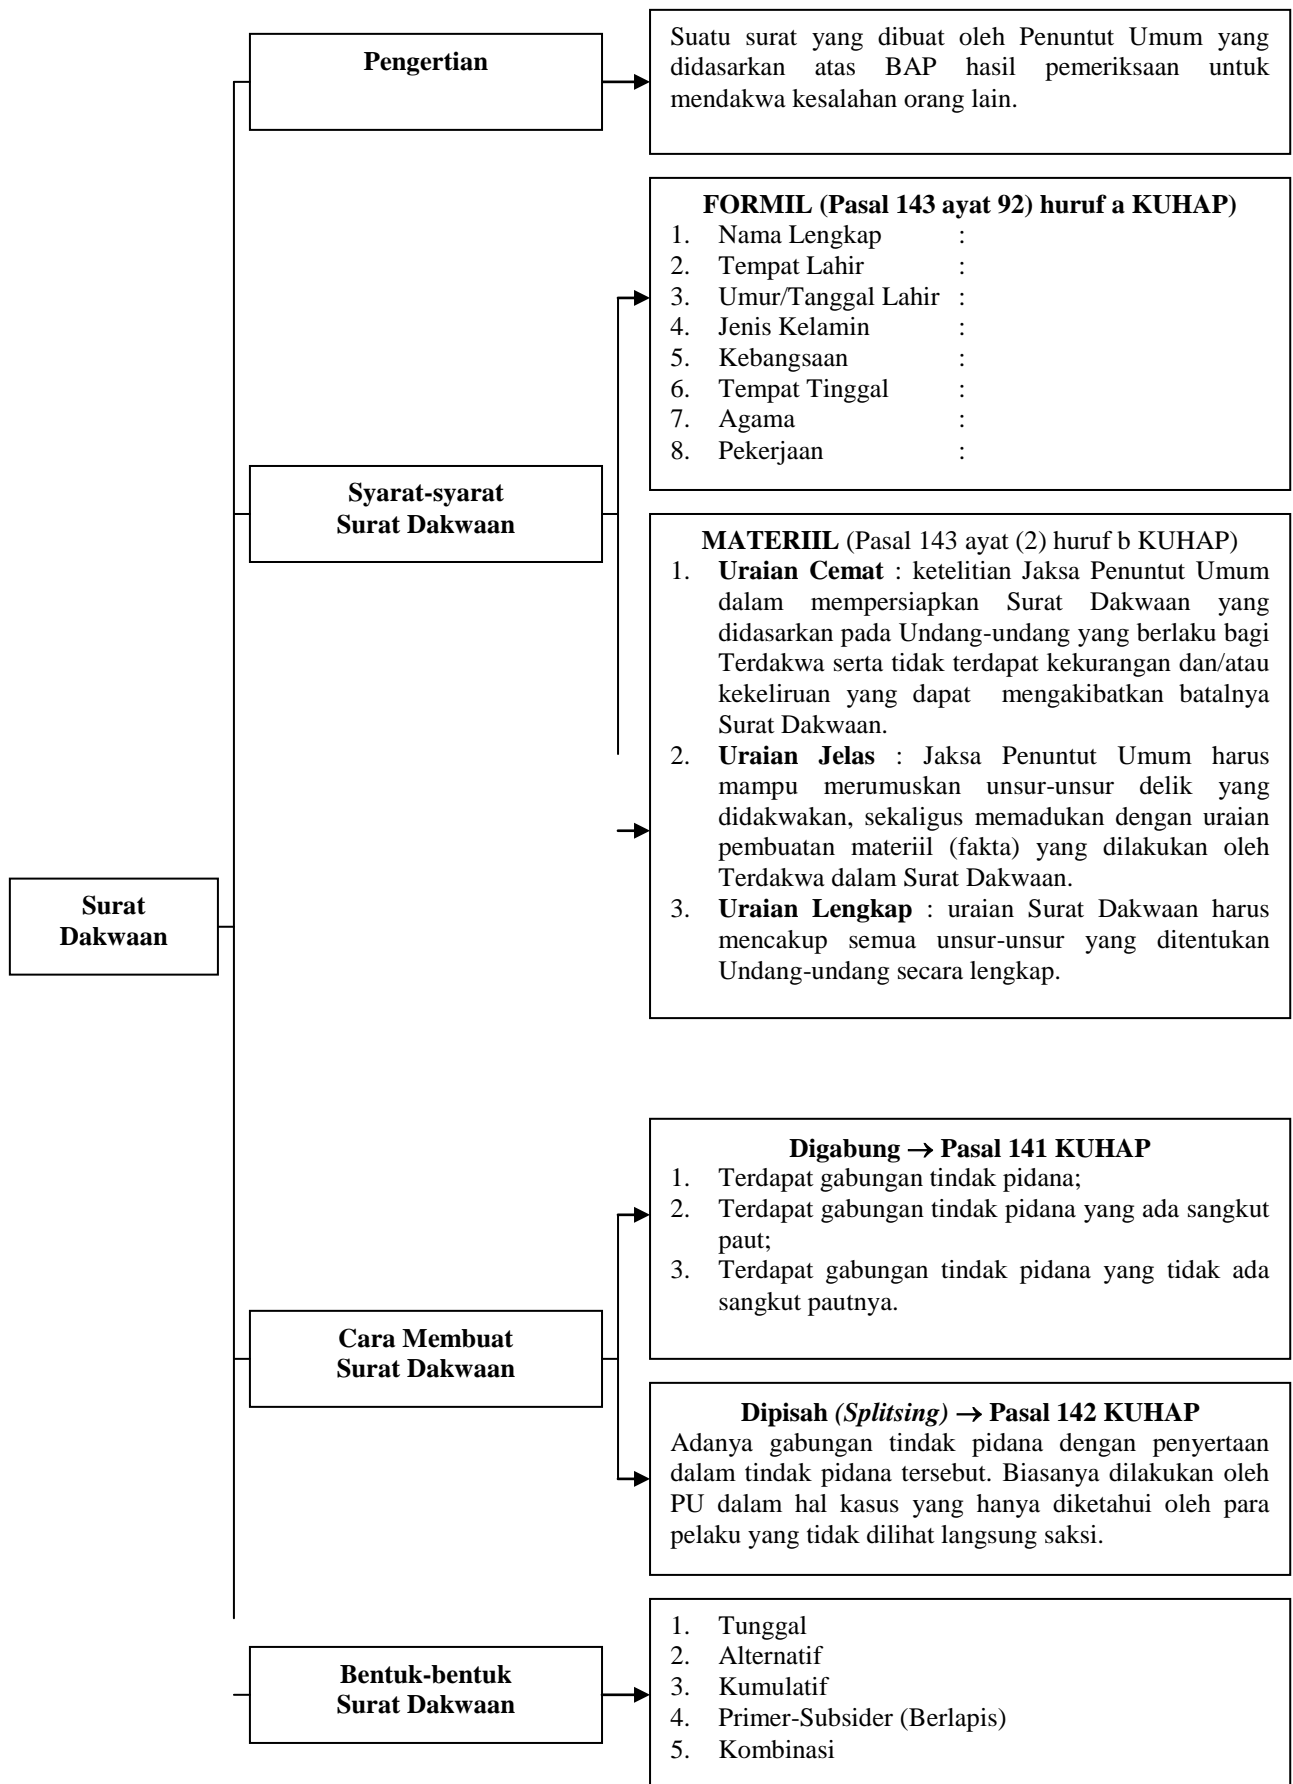 Pengertian
Suatu surat yang dibuat oleh Penuntut Umum yang
didasarkan atas BAP hasil pemeriksaan untuk
mendakwa kesalahan orang lain.
FORMIL (Pasal 143 ayat 92) huruf a KUHAP)
1. Nama Lengkap :
2. Tempat Lahir :
3. Umur/Tanggal Lahir :
4. Jenis Kelamin :
5. Kebangsaan :
6. Tempat Tinggal :
7. Agama :
8. Pekerjaan :
Syarat-syarat
Surat Dakwaan
MATERIIL (Pasal 143 ayat (2) huruf b KUHAP)
1. Uraian Cemat : ketelitian Jaksa Penuntut Umum
dalam mempersiapkan Surat Dakwaan yang
didasarkan pada Undang-undang yang berlaku bagi
Terdakwa serta tidak terdapat kekurangan dan/atau
kekeliruan yang dapat mengakibatkan batalnya
Surat Dakwaan.
2. Uraian Jelas : Jaksa Penuntut Umum harus
mampu merumuskan unsur-unsur delik yang
didakwakan, sekaligus memadukan dengan uraian
pembuatan materiil (fakta) yang dilakukan oleh
Terdakwa dalam Surat Dakwaan.
3. Uraian Lengkap : uraian Surat Dakwaan harus
mencakup semua unsur-unsur yang ditentukan
Undang-undang secara lengkap.
Surat
Dakwaan
Digabung → Pasal 141 KUHAP
1. Terdapat gabungan tindak pidana;
2. Terdapat gabungan tindak pidana yang ada sangkut
paut;
3. Terdapat gabungan tindak pidana yang tidak ada
sangkut pautnya.
Cara Membuat
Surat Dakwaan
Dipisah (Splitsing) → Pasal 142 KUHAP
Adanya gabungan tindak pidana dengan penyertaan
dalam tindak pidana tersebut. Biasanya dilakukan oleh
PU dalam hal kasus yang hanya diketahui oleh para
pelaku yang tidak dilihat langsung saksi.
Bentuk-bentuk
Surat Dakwaan
1. Tunggal
2. Alternatif
3. Kumulatif
4. Primer-Subsider (Berlapis)
5. Kombinasi